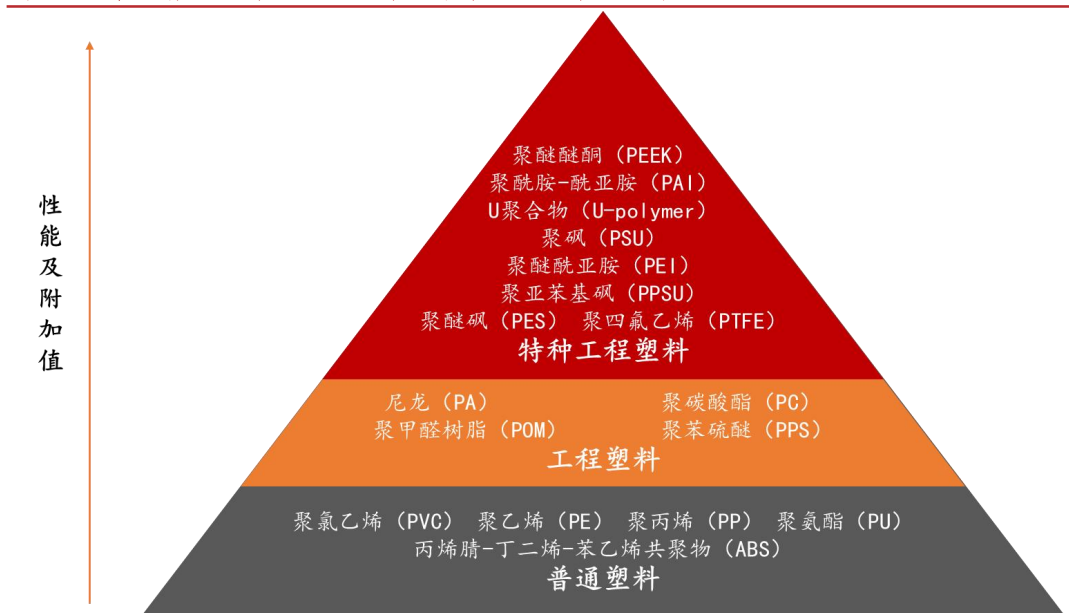 性能及附加值
聚醚醚酮（PEEK）
聚酰胺-酰亚胺（PAI）
U聚合物（U-polymer）
聚砜（PSU）
聚醚酰亚胺（PEI）
聚亚苯基砜（PPSU）
聚醚砜（PES） 聚四氟乙烯（PTFE）
特种工程塑料
尼龙（PA） 聚碳酸酯（PC）
聚甲醛树脂（POM） 聚苯硫醚（PPS）
工程塑料
聚氯乙烯（PVC） 聚乙烯（PE） 聚丙烯（PP） 聚氨酯（PU）
丙烯腈-丁二烯-苯乙烯共聚物（ABS）
普通塑料